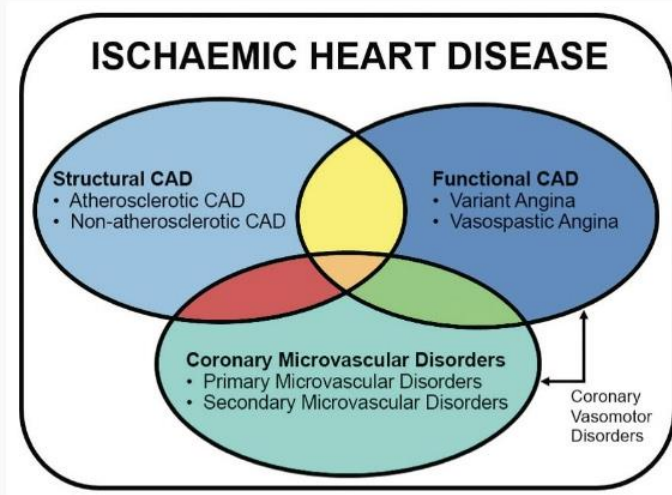 ISCHAEMIC HEART DISEASE
Structural CAD
• Atherosclerotic CAD
• Non-atherosclerotic CAD
Functional CAD
• Variant Angina
• Vasospastic Angina
Coronary Microvascular Disorders
• Primary Microvascular Disorders
• Secondary Microvascular Disorders
Coronary
Vasomotor
Disorders